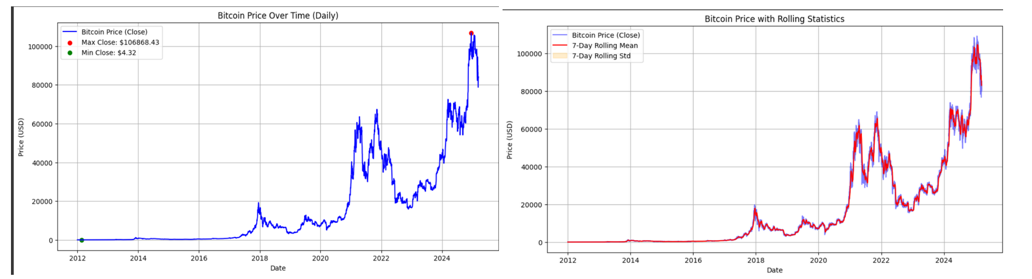 Bitcoin Price Over Time (Daily)
Bitcoin Price (Close)
Max Close: $106868.43
Min Close: $4.32
Price (USD)
100000
80000
60000
40000
20000
0
2012 2014 2016 2018 2020 2022 2024
Date
Bitcoin Price with Rolling Statistics
Bitcoin Price (Close)
7-Day Rolling Mean
7-Day Rolling Std
Price (USD)
100000
80000
60000
40000
20000
0
2012 2014 2016 2018 2020 2022 2024
Date